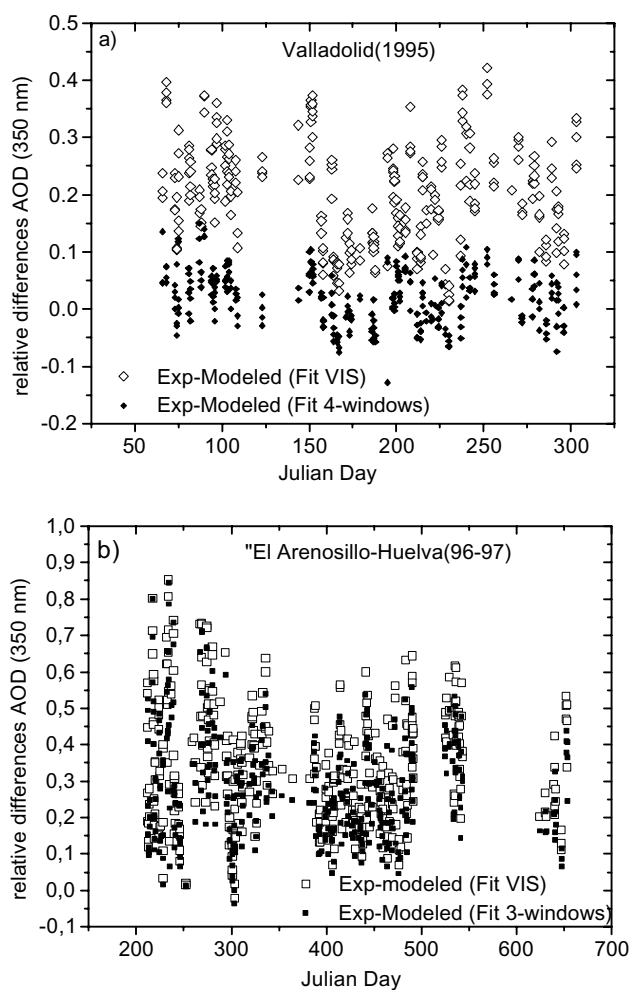 a)
Valladolid(1995)
relative differences AOD (350 nm)
0.5
0.4
0.3
0.2
0.1
0.0
-0.1
-0.2
Exp-Modeled (Fit VIS)
Exp-Modeled (Fit 4-windows)
50 100 150 200 250 300
Julian Day
b)
"El Arenosillo-Huelva(96-97)
relative differences AOD (350 nm)
1,0
0,9
0,8
0,7
0,6
0,5
0,4
0,3
0,2
0,1
0,0
-0,1
Exp-modeled (Fit VIS)
Exp-Modeled (Fit 3-windows)
200 300 400 500 600 700
Julian Day